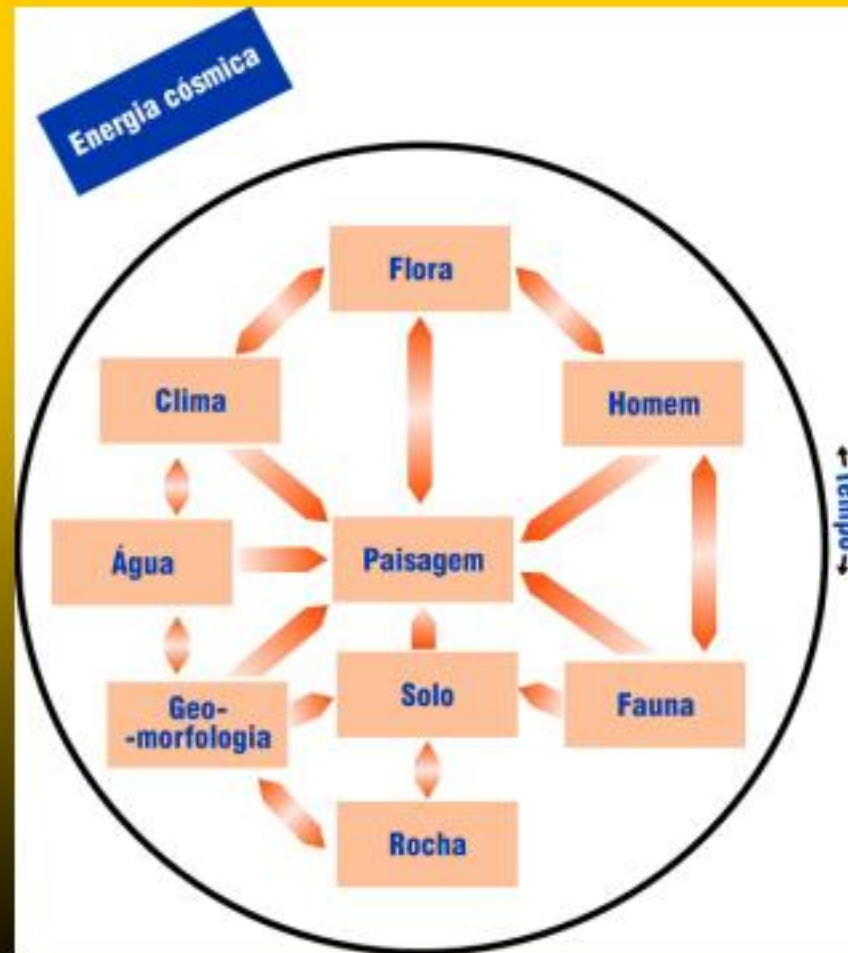 Energia cósmica
Flora
Clima
Homem
Água
Paisagem
Tempo
Geo-
-morfologia
Solo
Fauna
Rocha